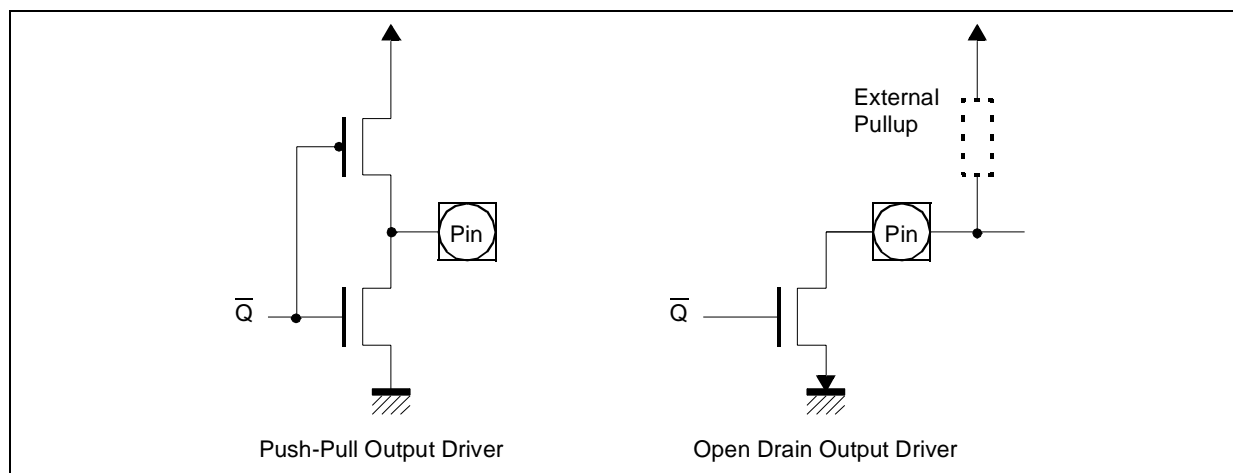 External
Pullup
Pin
Pin
Q̅
Q̅
Push-Pull Output Driver
Open Drain Output Driver